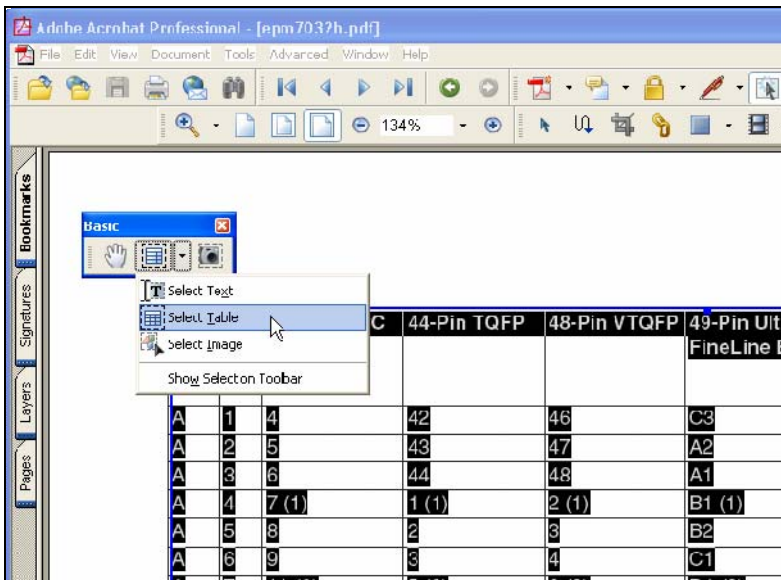 Adobe Acrobat Professional - [epm7032h.pdf]
File Edit View Document Tools Advanced Window Help
134%
Bookmarks
Signatures
Layers
Pages
Basic
Select Text
Select Table
Select Image
Show Selection Toolbar
C 44-Pin TQFP 48-Pin VTQFP 49-Pin Ult
FineLine
A 1 4 42 46 C3
A 2 5 43 47 A2
A 3 6 44 48 A1
A 4 7 (1) 1 (1) 2 (1) B1 (1)
A 5 8 2 3 B2
A 6 9 3 4 C1